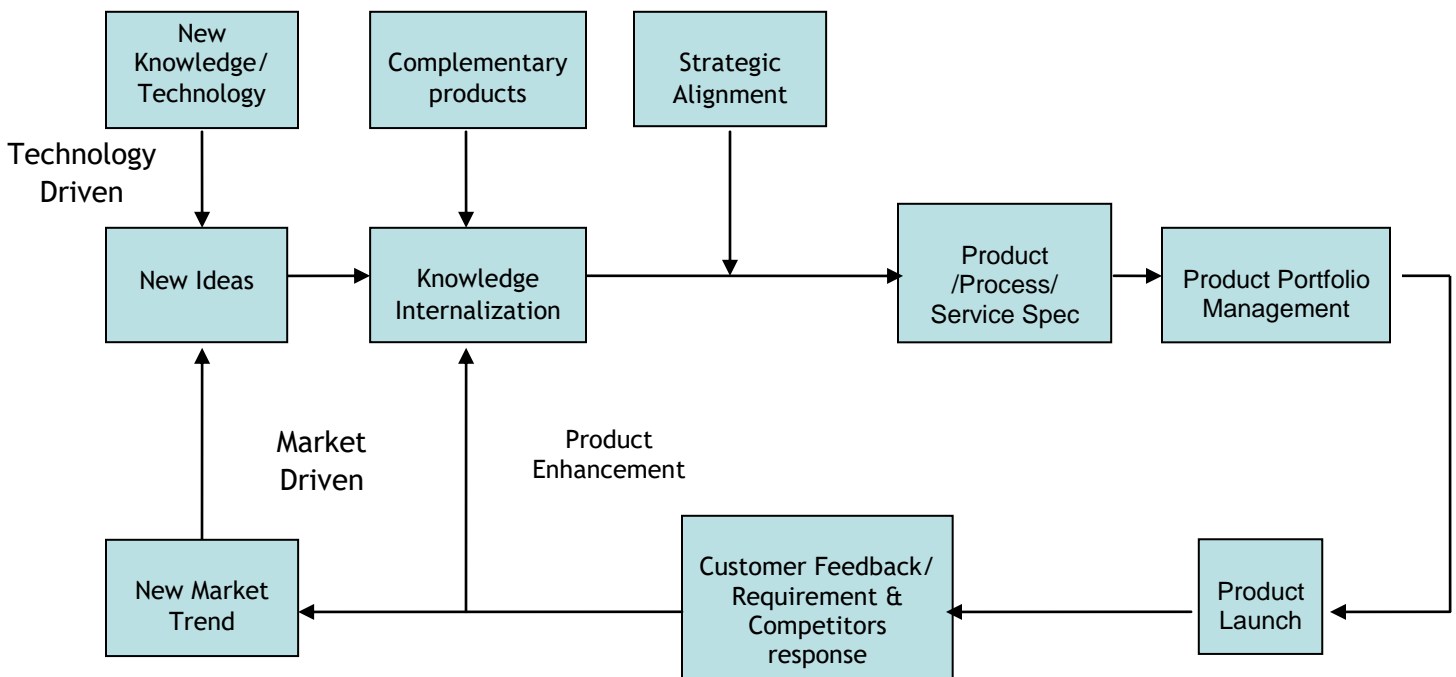 New
Knowledge/
Technology
Complementary
products
Strategic
Alignment
Technology
Driven
New Ideas
Knowledge
Internalization
Product
/Process/
Service Spec
Product Portfolio
Management
Market
Driven
Product
Enhancement
New Market
Trend
Customer Feedback/
Requirement &
Competitors
response
Product
Launch